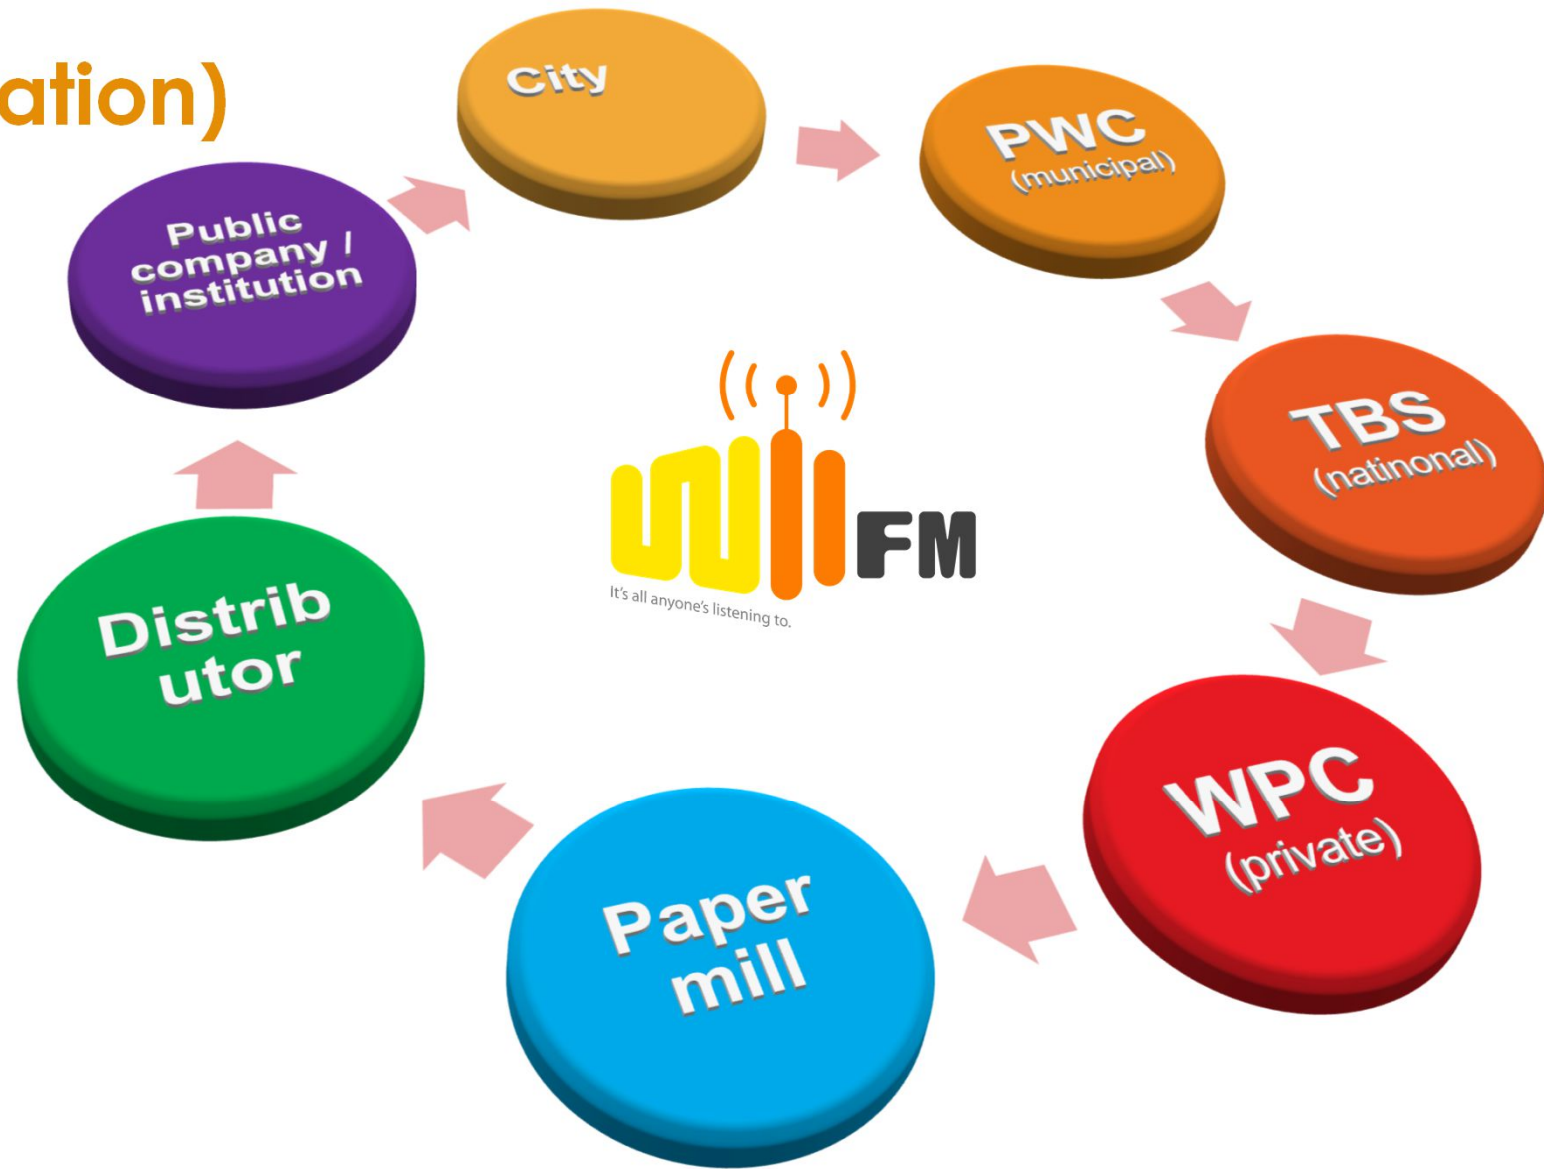 ation)
City
PWC
(municipal)
Public
company /
institution
TBS
(natinonal)
WiiFM
It's all anyone's listening to.
Distrib
utor
WPC
(private)
Paper
mill